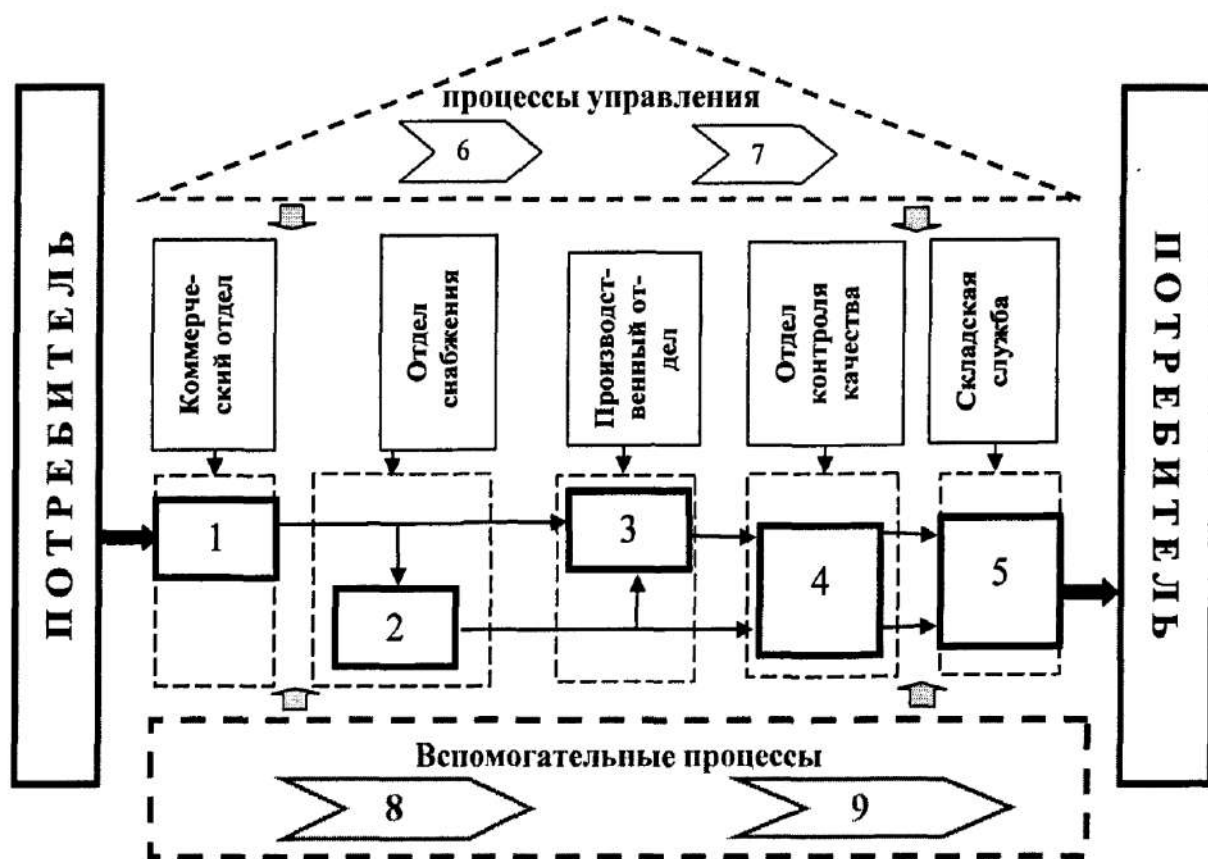 ПОТРЕБИТЕЛЬ
процессы управления
6
7
Коммерче-
ский отдел
Отдел
снабжения
Производст-
венный от-
дел
Отдел
контроля
качества
Складская
служба
1
2
3
4
5
Вспомогательные процессы
8
9
ПОТРЕБИТЕЛЬ